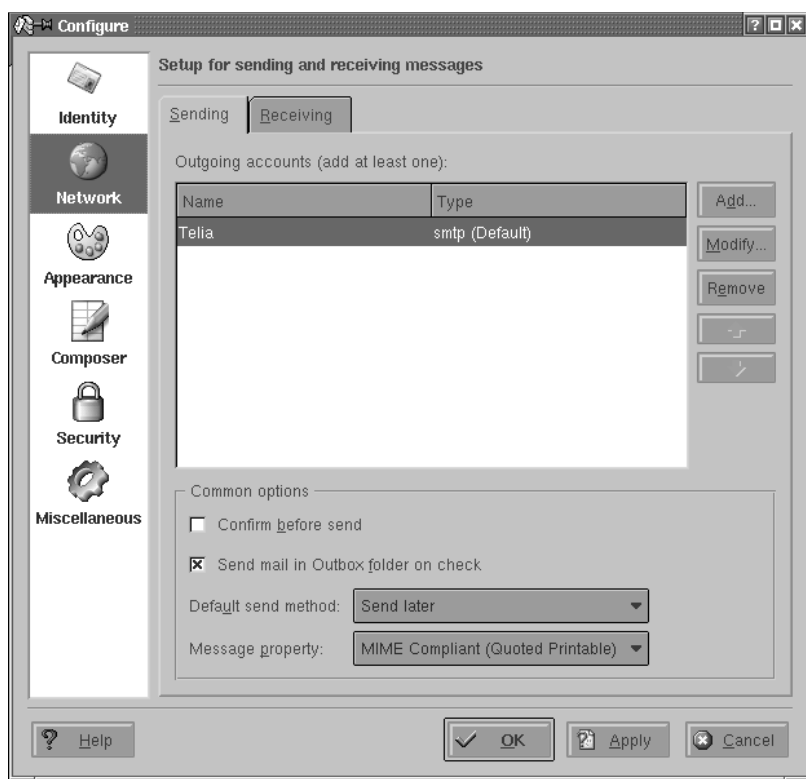 Configure
Identity
Network
Appearance
Composer
Security
Miscellaneous
Setup for sending and receiving messages
Sending Receiving
Outgoing accounts (add at least one):
Name Type
Telia smtp (Default)
Add...
Modify...
Remove
Common options
Confirm before send
Send mail in Outbox folder on check
Default send method: Send later
Message property: MIME Compliant (Quoted Printable)
Help OK Apply Cancel